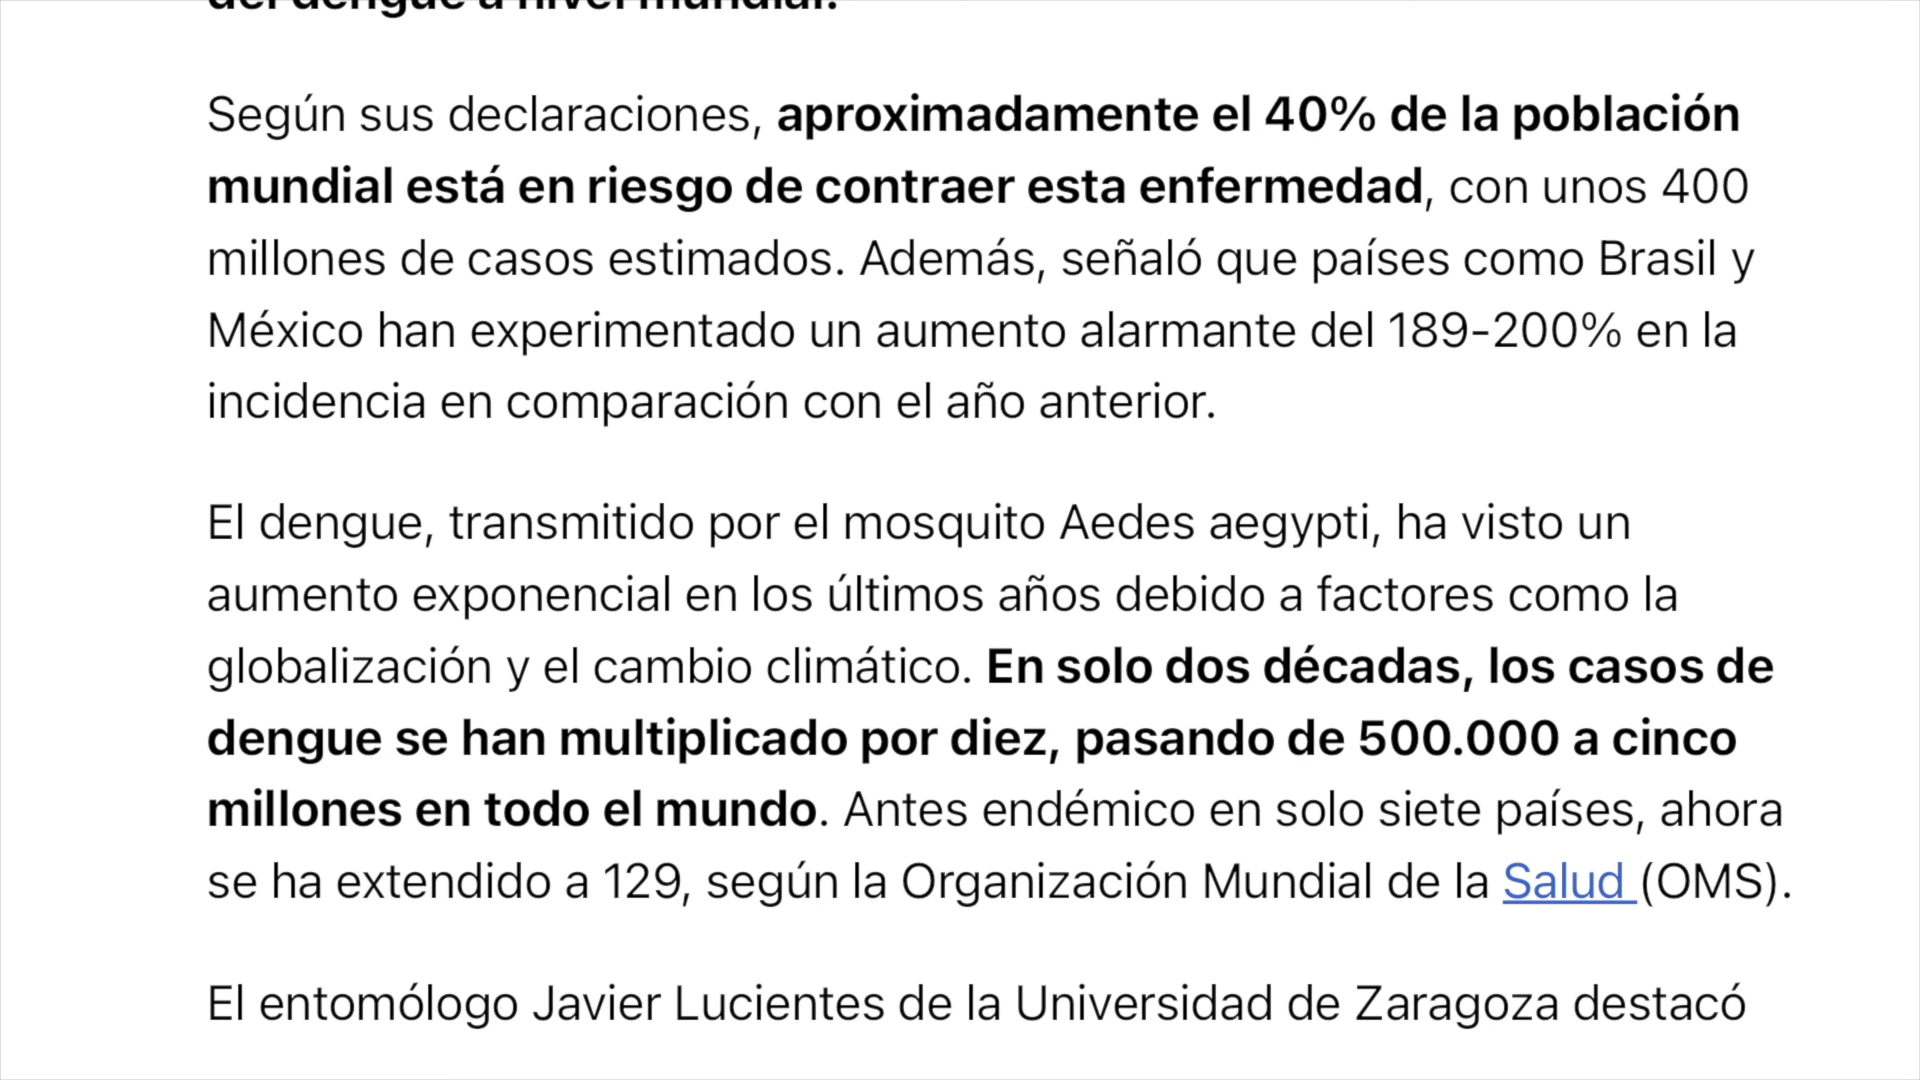 del dengue a nivel mundial.
Según sus declaraciones, aproximadamente el 40% de la población
mundial está en riesgo de contraer esta enfermedad, con unos 400
millones de casos estimados. Además, señaló que países como Brasil y
México han experimentado un aumento alarmante del 189-200% en la
incidencia en comparación con el año anterior.
El dengue, transmitido por el mosquito Aedes aegypti, ha visto un
aumento exponencial en los últimos años debido a factores como la
globalización y el cambio climático. En solo dos décadas, los casos de
dengue se han multiplicado por diez, pasando de 500.000 a cinco
millones en todo el mundo. Antes endémico en solo siete países, ahora
se ha extendido a 129, según la Organización Mundial de la Salud (OMS).
El entomólogo Javier Lucientes de la Universidad de Zaragoza destacó